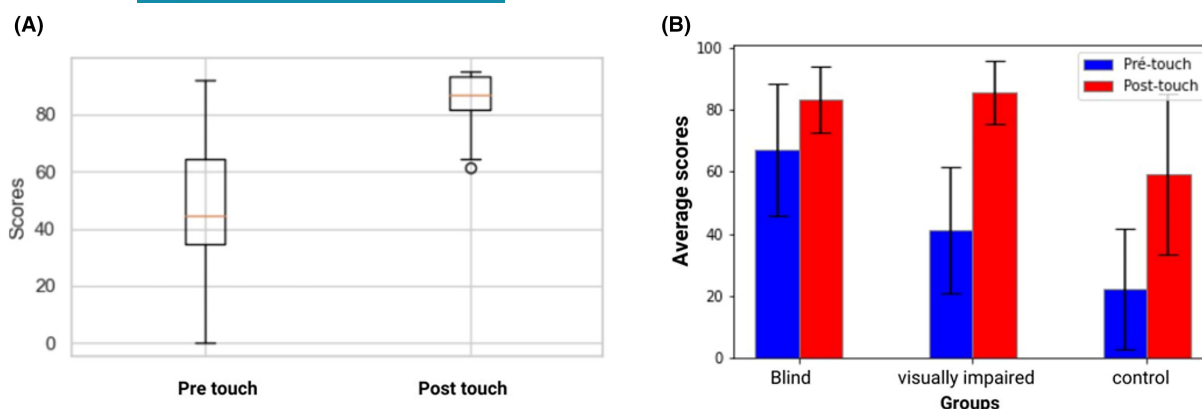 (A)
Scores
80
60
40
20
0
Pre touch
Post touch
(B)
Average scores
100
80
60
40
20
0
Pré-touch
Post-touch
Blind
visually impaired
control
Groups